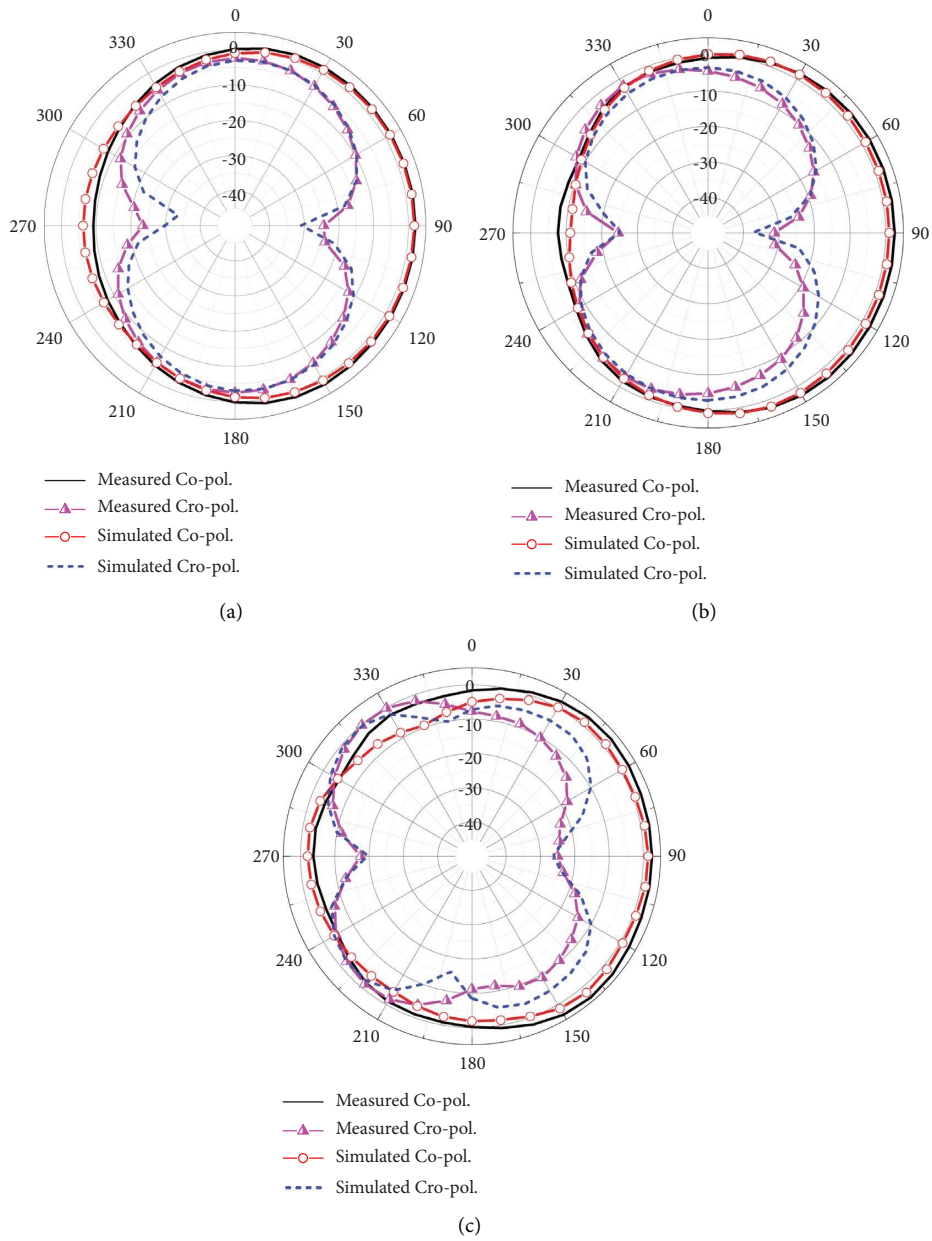 0
330 30
0
-10
300 60
-20
-30
-40
270 90
240 120
210 150
180
Measured Co-pol.
Measured Cro-pol.
Simulated Co-pol.
Simulated Cro-pol.
(a)
0
330 30
0
-10
300 60
-20
-30
-40
270 90
240 120
210 150
180
Measured Co-pol.
Measured Cro-pol.
Simulated Co-pol.
Simulated Cro-pol.
(b)
0
330 30
0
-10
300 60
-20
-30
-40
270 90
240 120
210 150
180
Measured Co-pol.
Measured Cro-pol.
Simulated Co-pol.
Simulated Cro-pol.
(c)